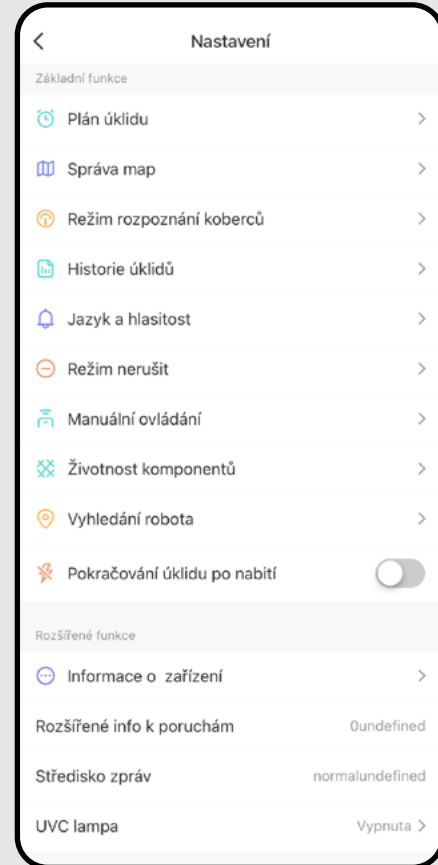 Nastavení
Základní funkce
Plán úklidu
Správa map
Režim rozpoznání koberců
Historie úklidů
Jazyk a hlasitost
Režim nerušit
Manuální ovládání
Životnost komponentů
Vyhledání robota
Pokračování úklidu po nabití
Rozšířené funkce
Informace o zařízení
Rozšířené info k poruchám 0undefined
Středisko zpráv normalundefined
UVC lampa Vypnuta